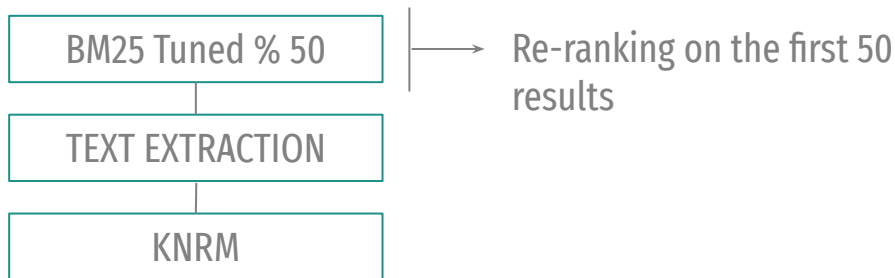 BM25 Tuned % 50
Re-ranking on the first 50
results
TEXT EXTRACTION
KNRM